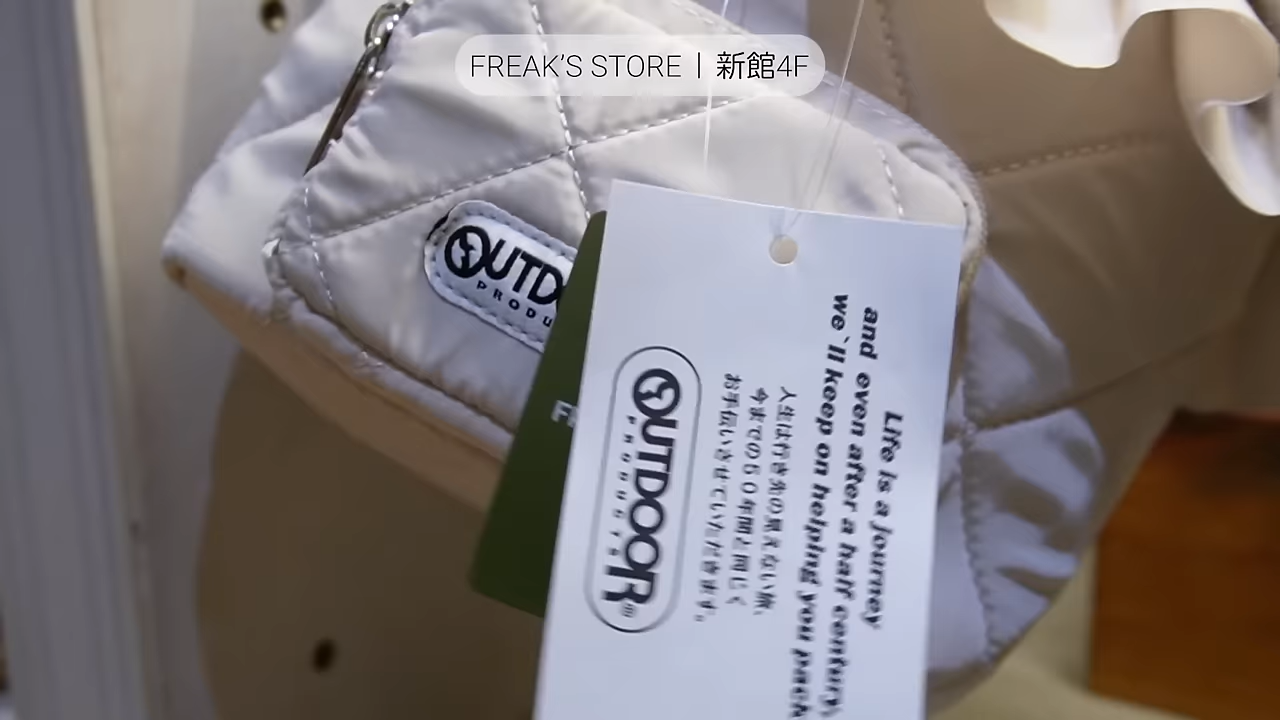 FREAK'S STORE | 新館4F
OUTDO
PRODU
Life is a journey
and even after a half century,
we'll keep on helping you pack
人生は行き先の見えない旅、
今までの50年間と同じく
お手伝いさせていただきます。
OUTDOOR®
PRODUCTS